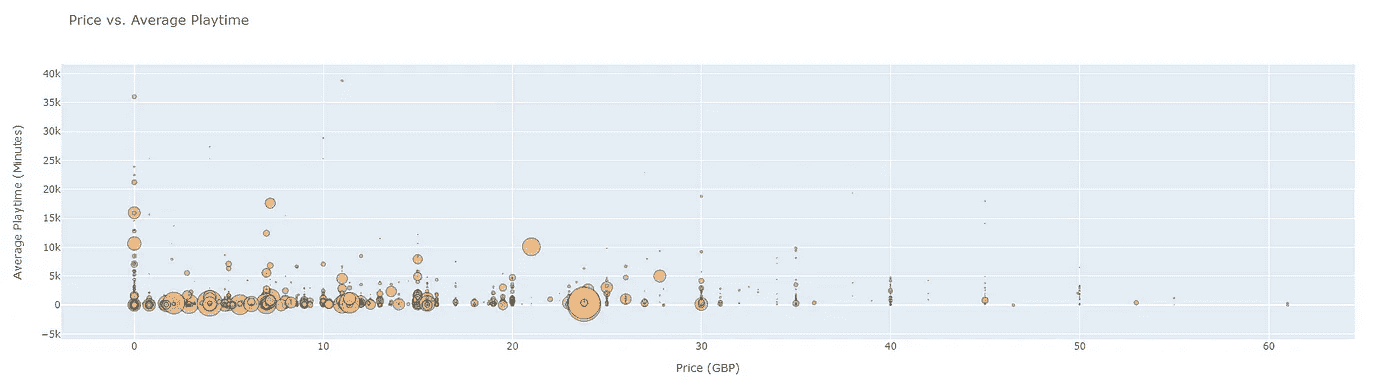 Price vs. Average Playtime
Average Playtime (Minutes)
40k
35k
30k
25k
20k
15k
10k
5k
0
−5k
0 10 20 30 40 50 60
Price (GBP)